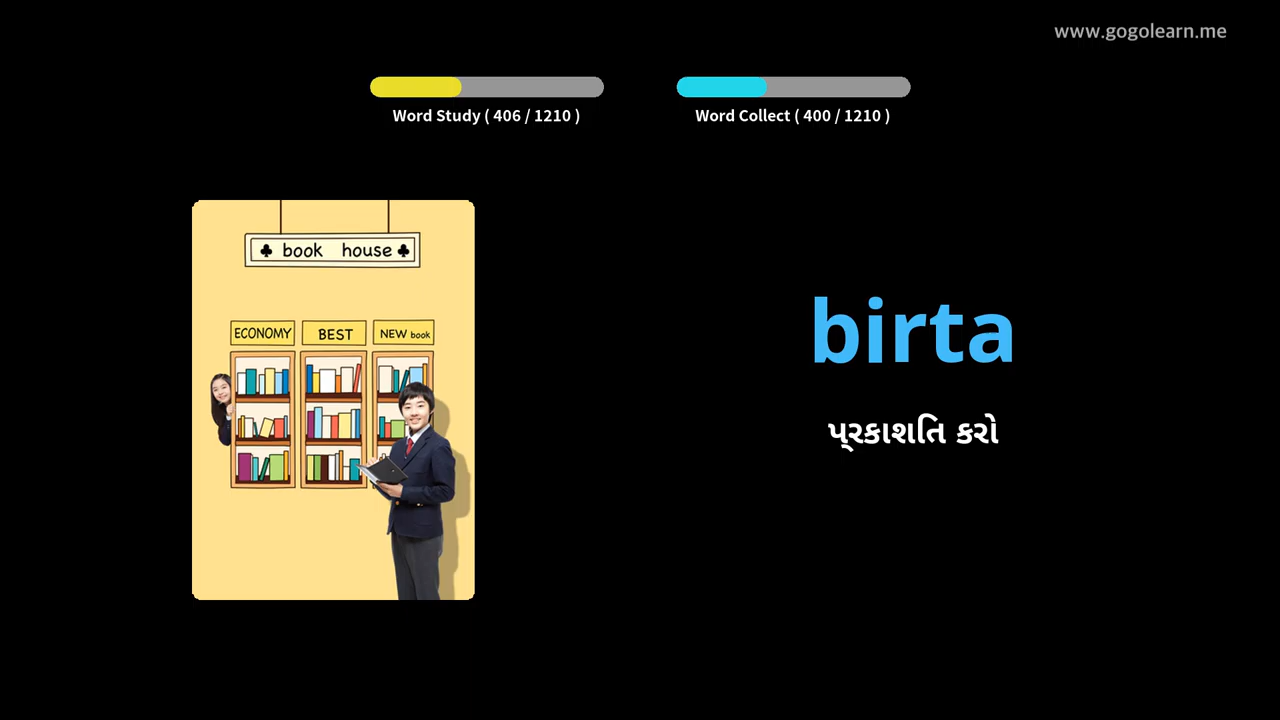 www.gogolearn.me
Word Study ( 406 / 1210 )
Word Collect ( 400 / 1210 )
♣ book house ♣
ECONOMY
BEST
NEW book
birta
પ્રકાશિત કરો